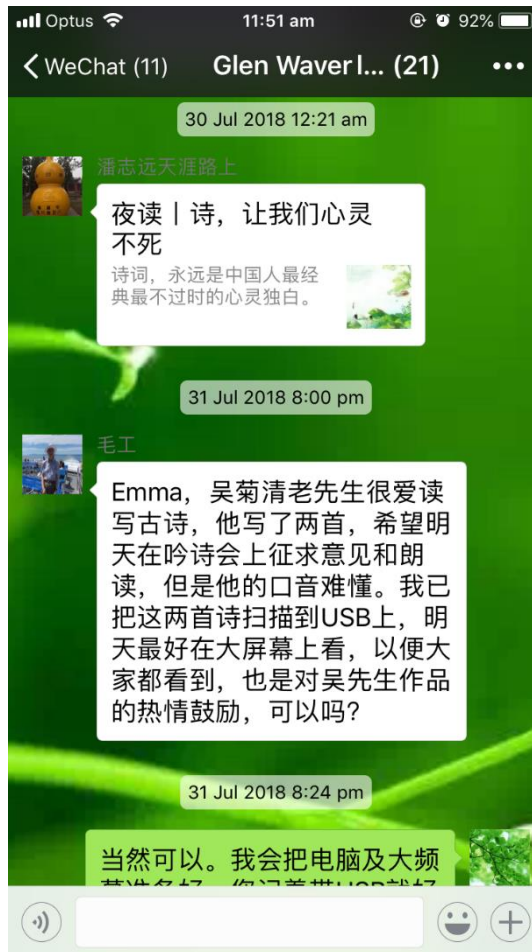 Optus
11:51 am
92%
WeChat (11)
Glen Waverl... (21)
30 Jul 2018 12:21 am
潘志远天涯路上
夜读丨诗，让我们心灵
不死
诗词，永远是中国人最经
典最不过时的心灵独白。
31 Jul 2018 8:00 pm
毛工
Emma，吴菊清老先生很爱读
写古诗，他写了两首，希望明
天在吟诗会上征求意见和朗
读，但是他的口音难懂。我已
把这两首诗扫描到USB上，明
天最好在大屏幕上看，以便大
家都看到，也是对吴先生作品
的热情鼓励，可以吗?
31 Jul 2018 8:24 pm
当然可以。我会把电脑及大频